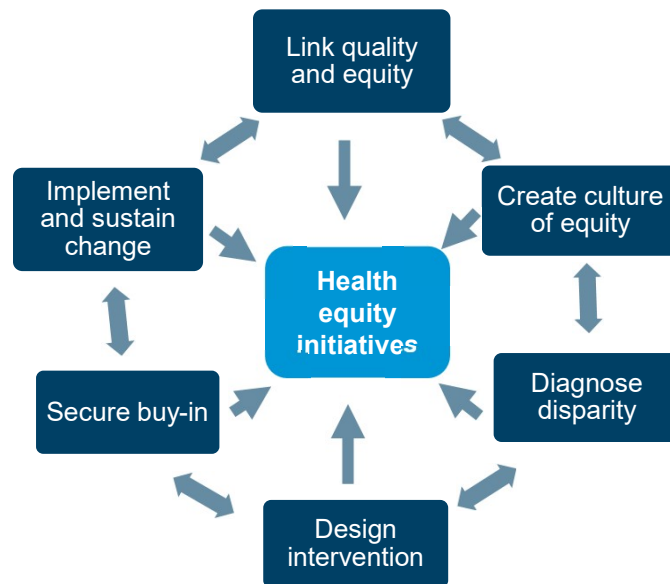 Link quality
and equity
Implement
and sustain
change
Create culture
of equity
Health
equity
initiatives
Secure buy-in
Diagnose
disparity
Design
intervention